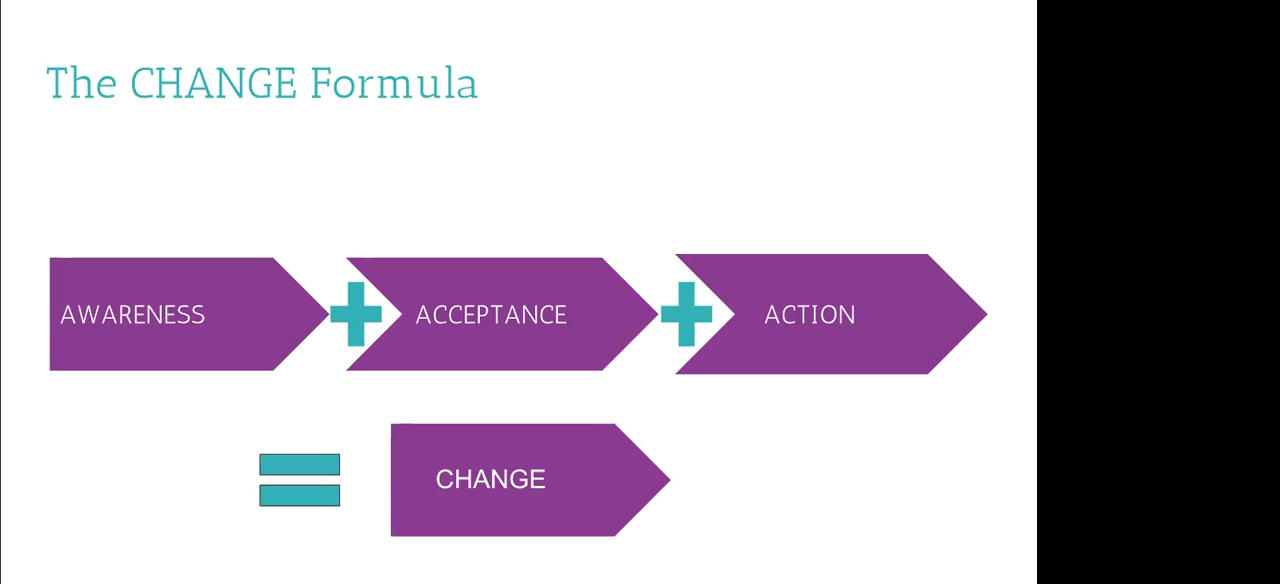 The CHANGE Formula
AWARENESS
ACCEPTANCE
ACTION
CHANGE